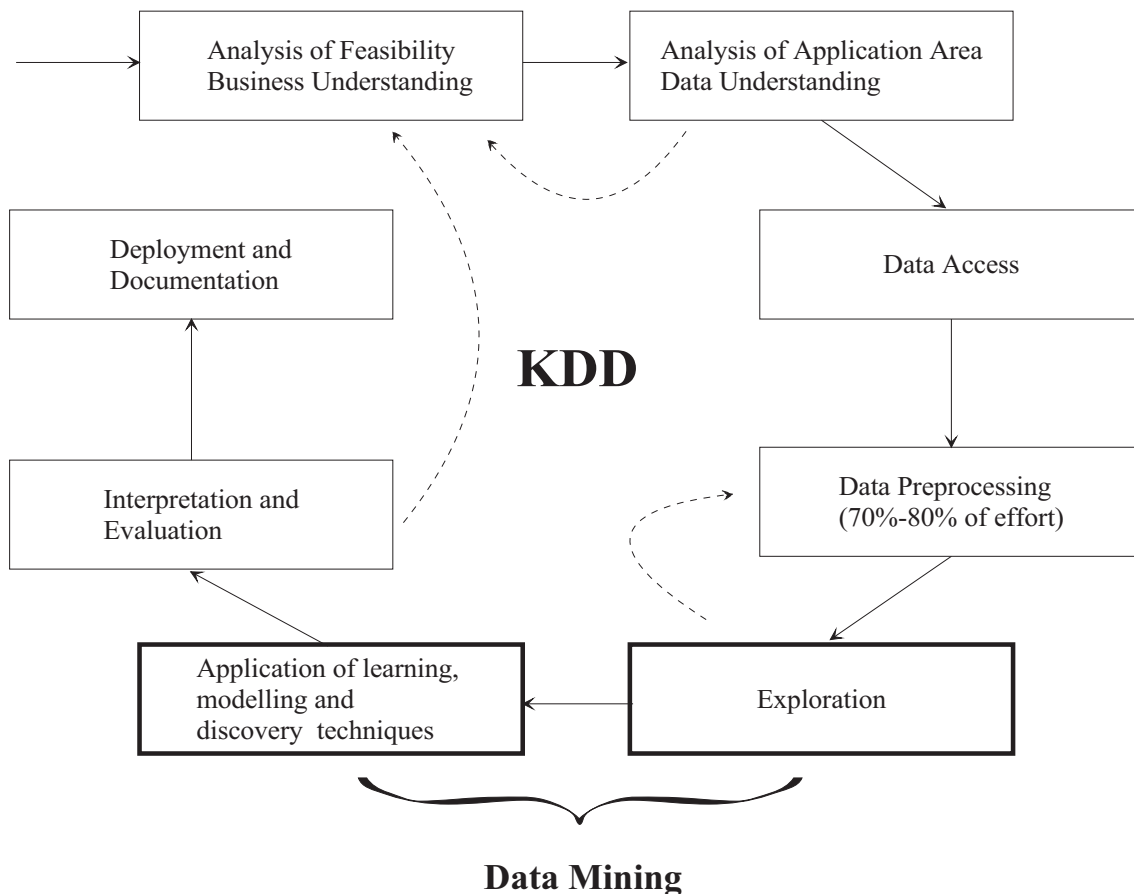 Analysis of Feasibility
Business Understanding
Analysis of Application Area
Data Understanding
Deployment and
Documentation
Data Access
KDD
Interpretation and
Evaluation
Data Preprocessing
(70%-80% of effort)
Application of learning,
modelling and
discovery techniques
Exploration
Data Mining